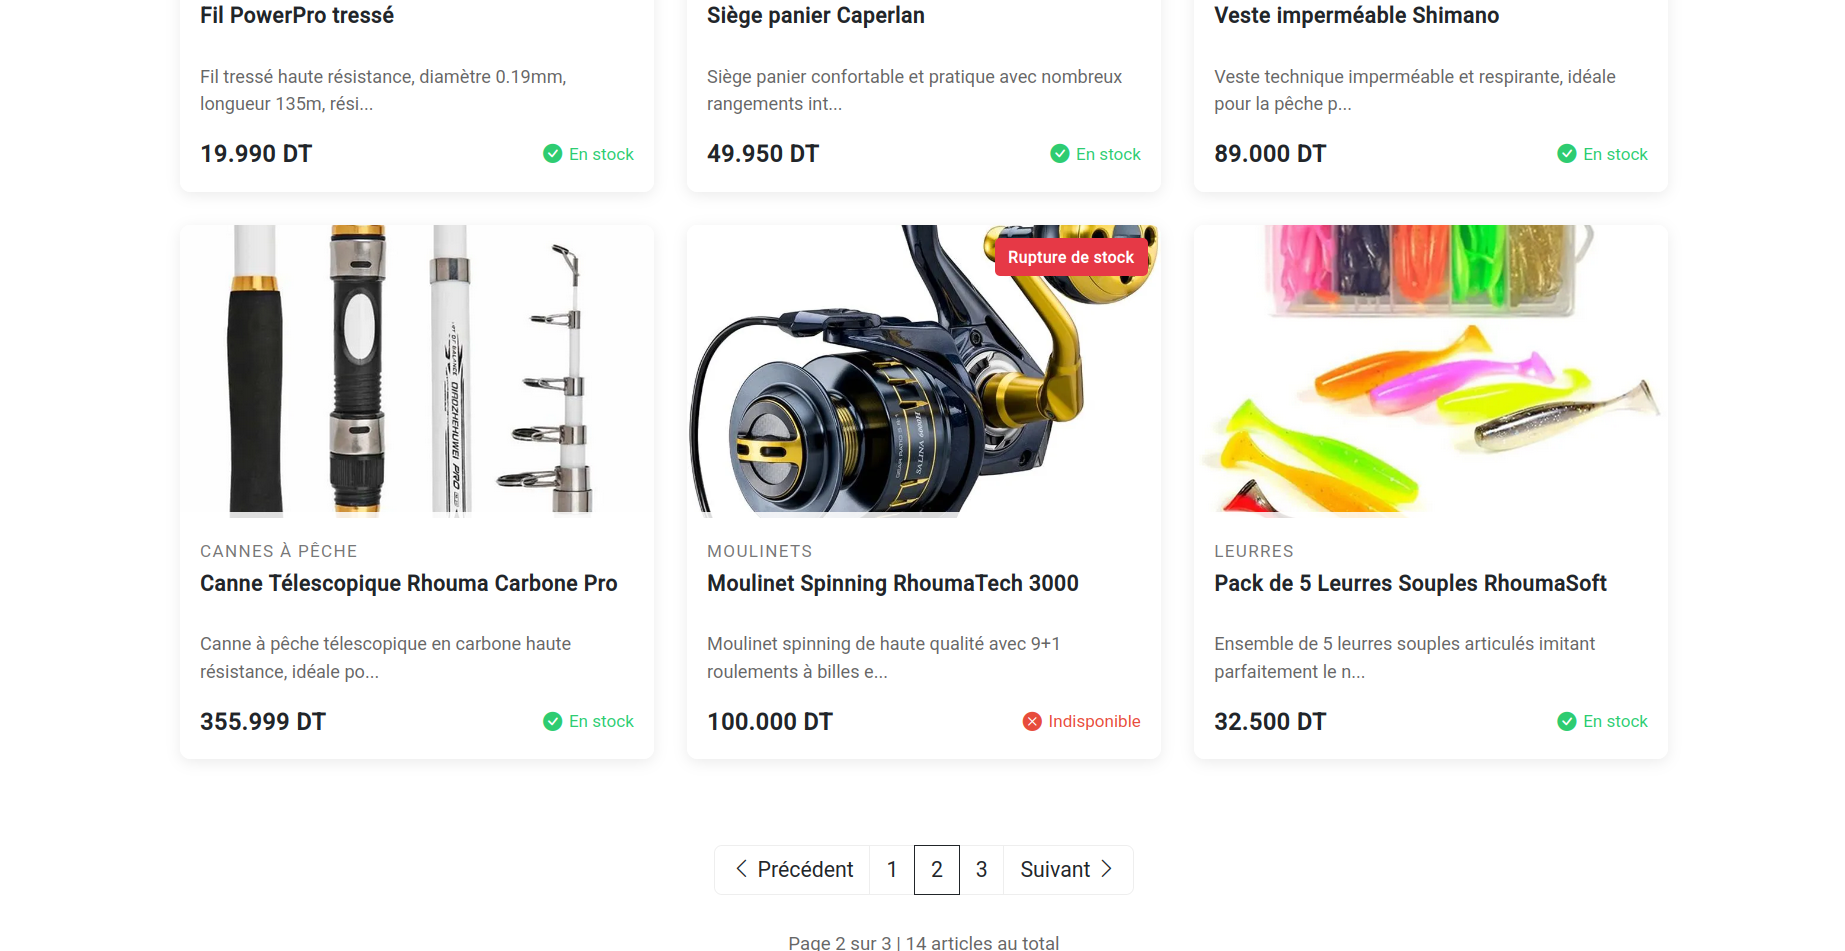 Fil PowerPro tressé
Fil tressé haute résistance, diamètre 0.19mm,
longueur 135m, rési...
19.990 DT
En stock
Siège panier Caperlan
Siège panier confortable et pratique avec nombreux
rangements int...
49.950 DT
En stock
Veste imperméable Shimano
Veste technique imperméable et respirante, idéale
pour la pêche p...
89.000 DT
En stock
DIAOZHEHUWEI PRO
CANNES À PÊCHE
Canne Télescopique Rhouma Carbone Pro
Canne à pêche télescopique en carbone haute
résistance, idéale po...
355.999 DT
En stock
Rupture de stock
MOULINETS
Moulinet Spinning RhoumaTech 3000
Moulinet spinning de haute qualité avec 9+1
roulements à billes e...
100.000 DT
Indisponible
LEURRES
Pack de 5 Leurres Souples RhoumaSoft
Ensemble de 5 leurres souples articulés imitant
parfaitement le n...
32.500 DT
En stock
Précédent 1 2 3 Suivant
Page 2 sur 3 | 14 articles au total